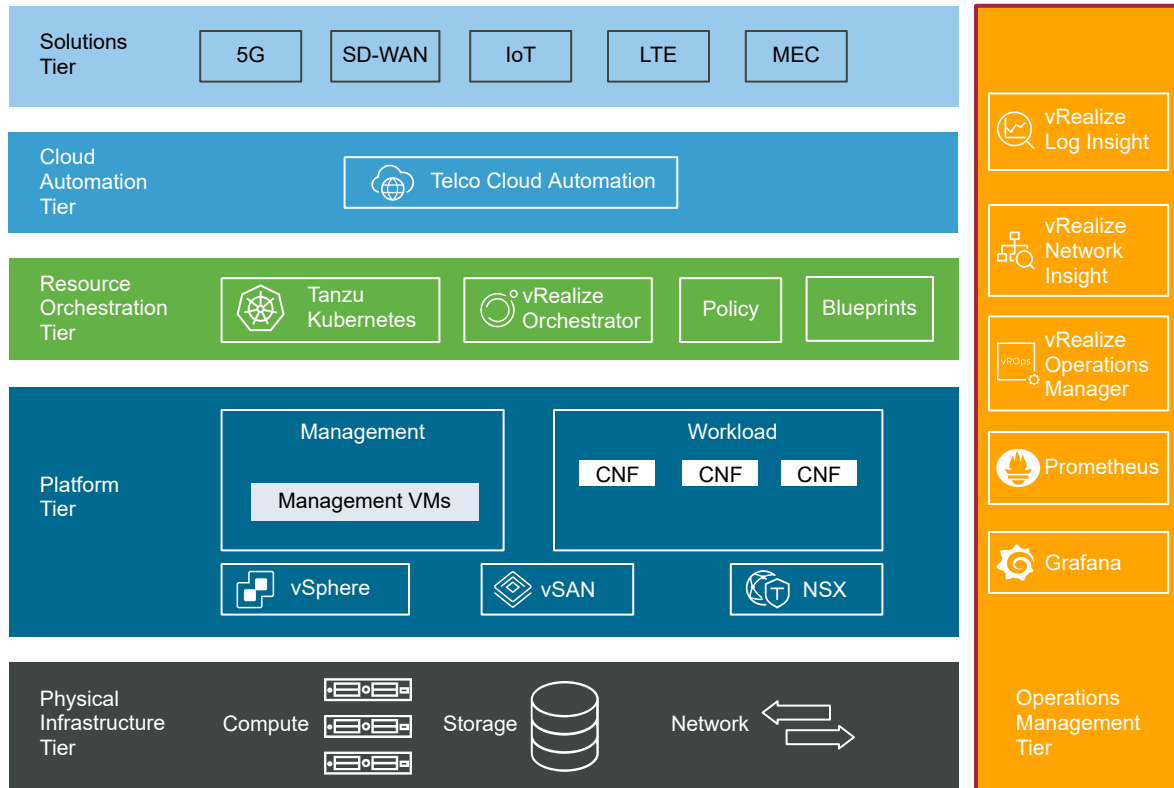 Solutions
Tier
5G
SD-WAN
IoT
LTE
MEC
Cloud
Automation
Tier
Telco Cloud Automation
Resource
Orchestration
Tier
Tanzu
Kubernetes
vRealize
Orchestrator
Policy
Blueprints
Platform
Tier
Management
Management VMs
Workload
CNF
CNF
CNF
vSphere
vSAN
T
NSX
Physical
Infrastructure
Tier
Compute
Storage
Network
vRealize
Log Insight
vRealize
Network
Insight
vROps
vRealize
Operations
Manager
Prometheus
Grafana
Operations
Management
Tier